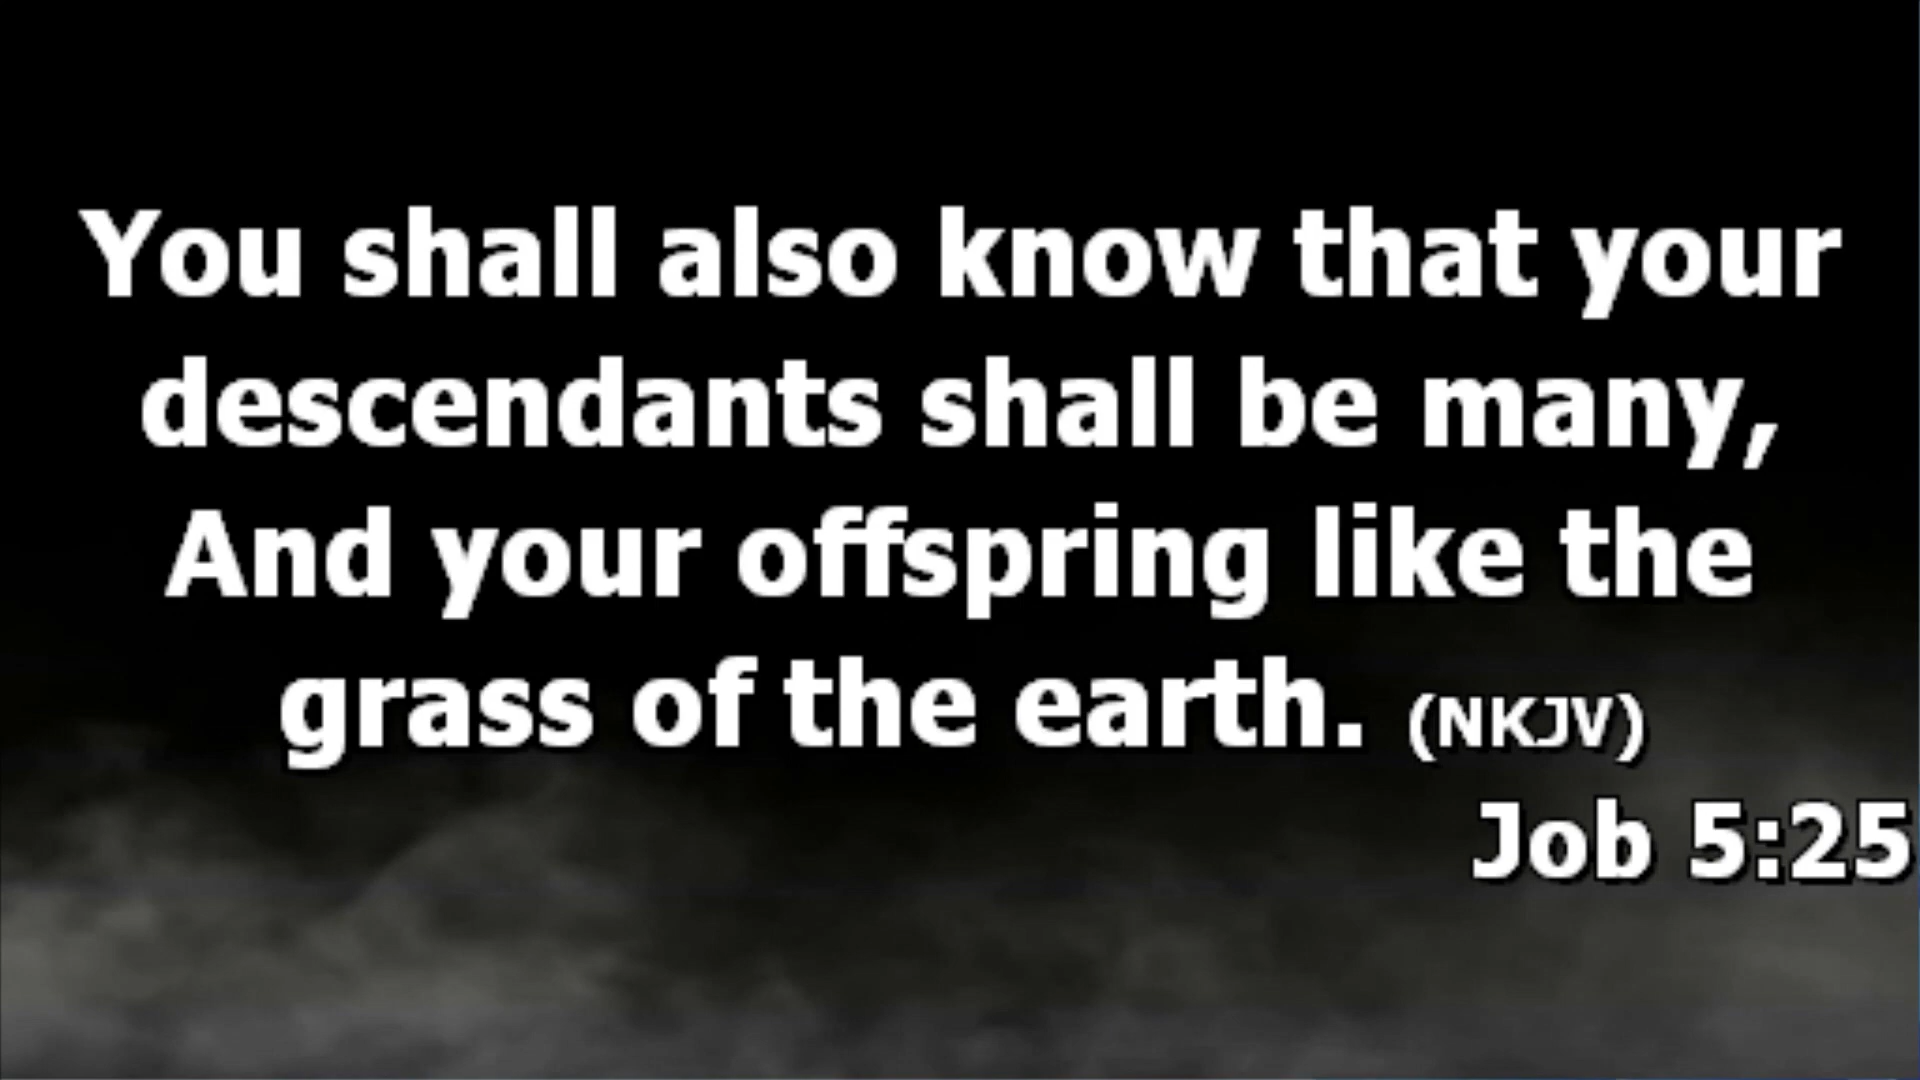 You shall also know that your
descendants shall be many,
And your offspring like the
grass of the earth. (NKJV)
Job 5:25